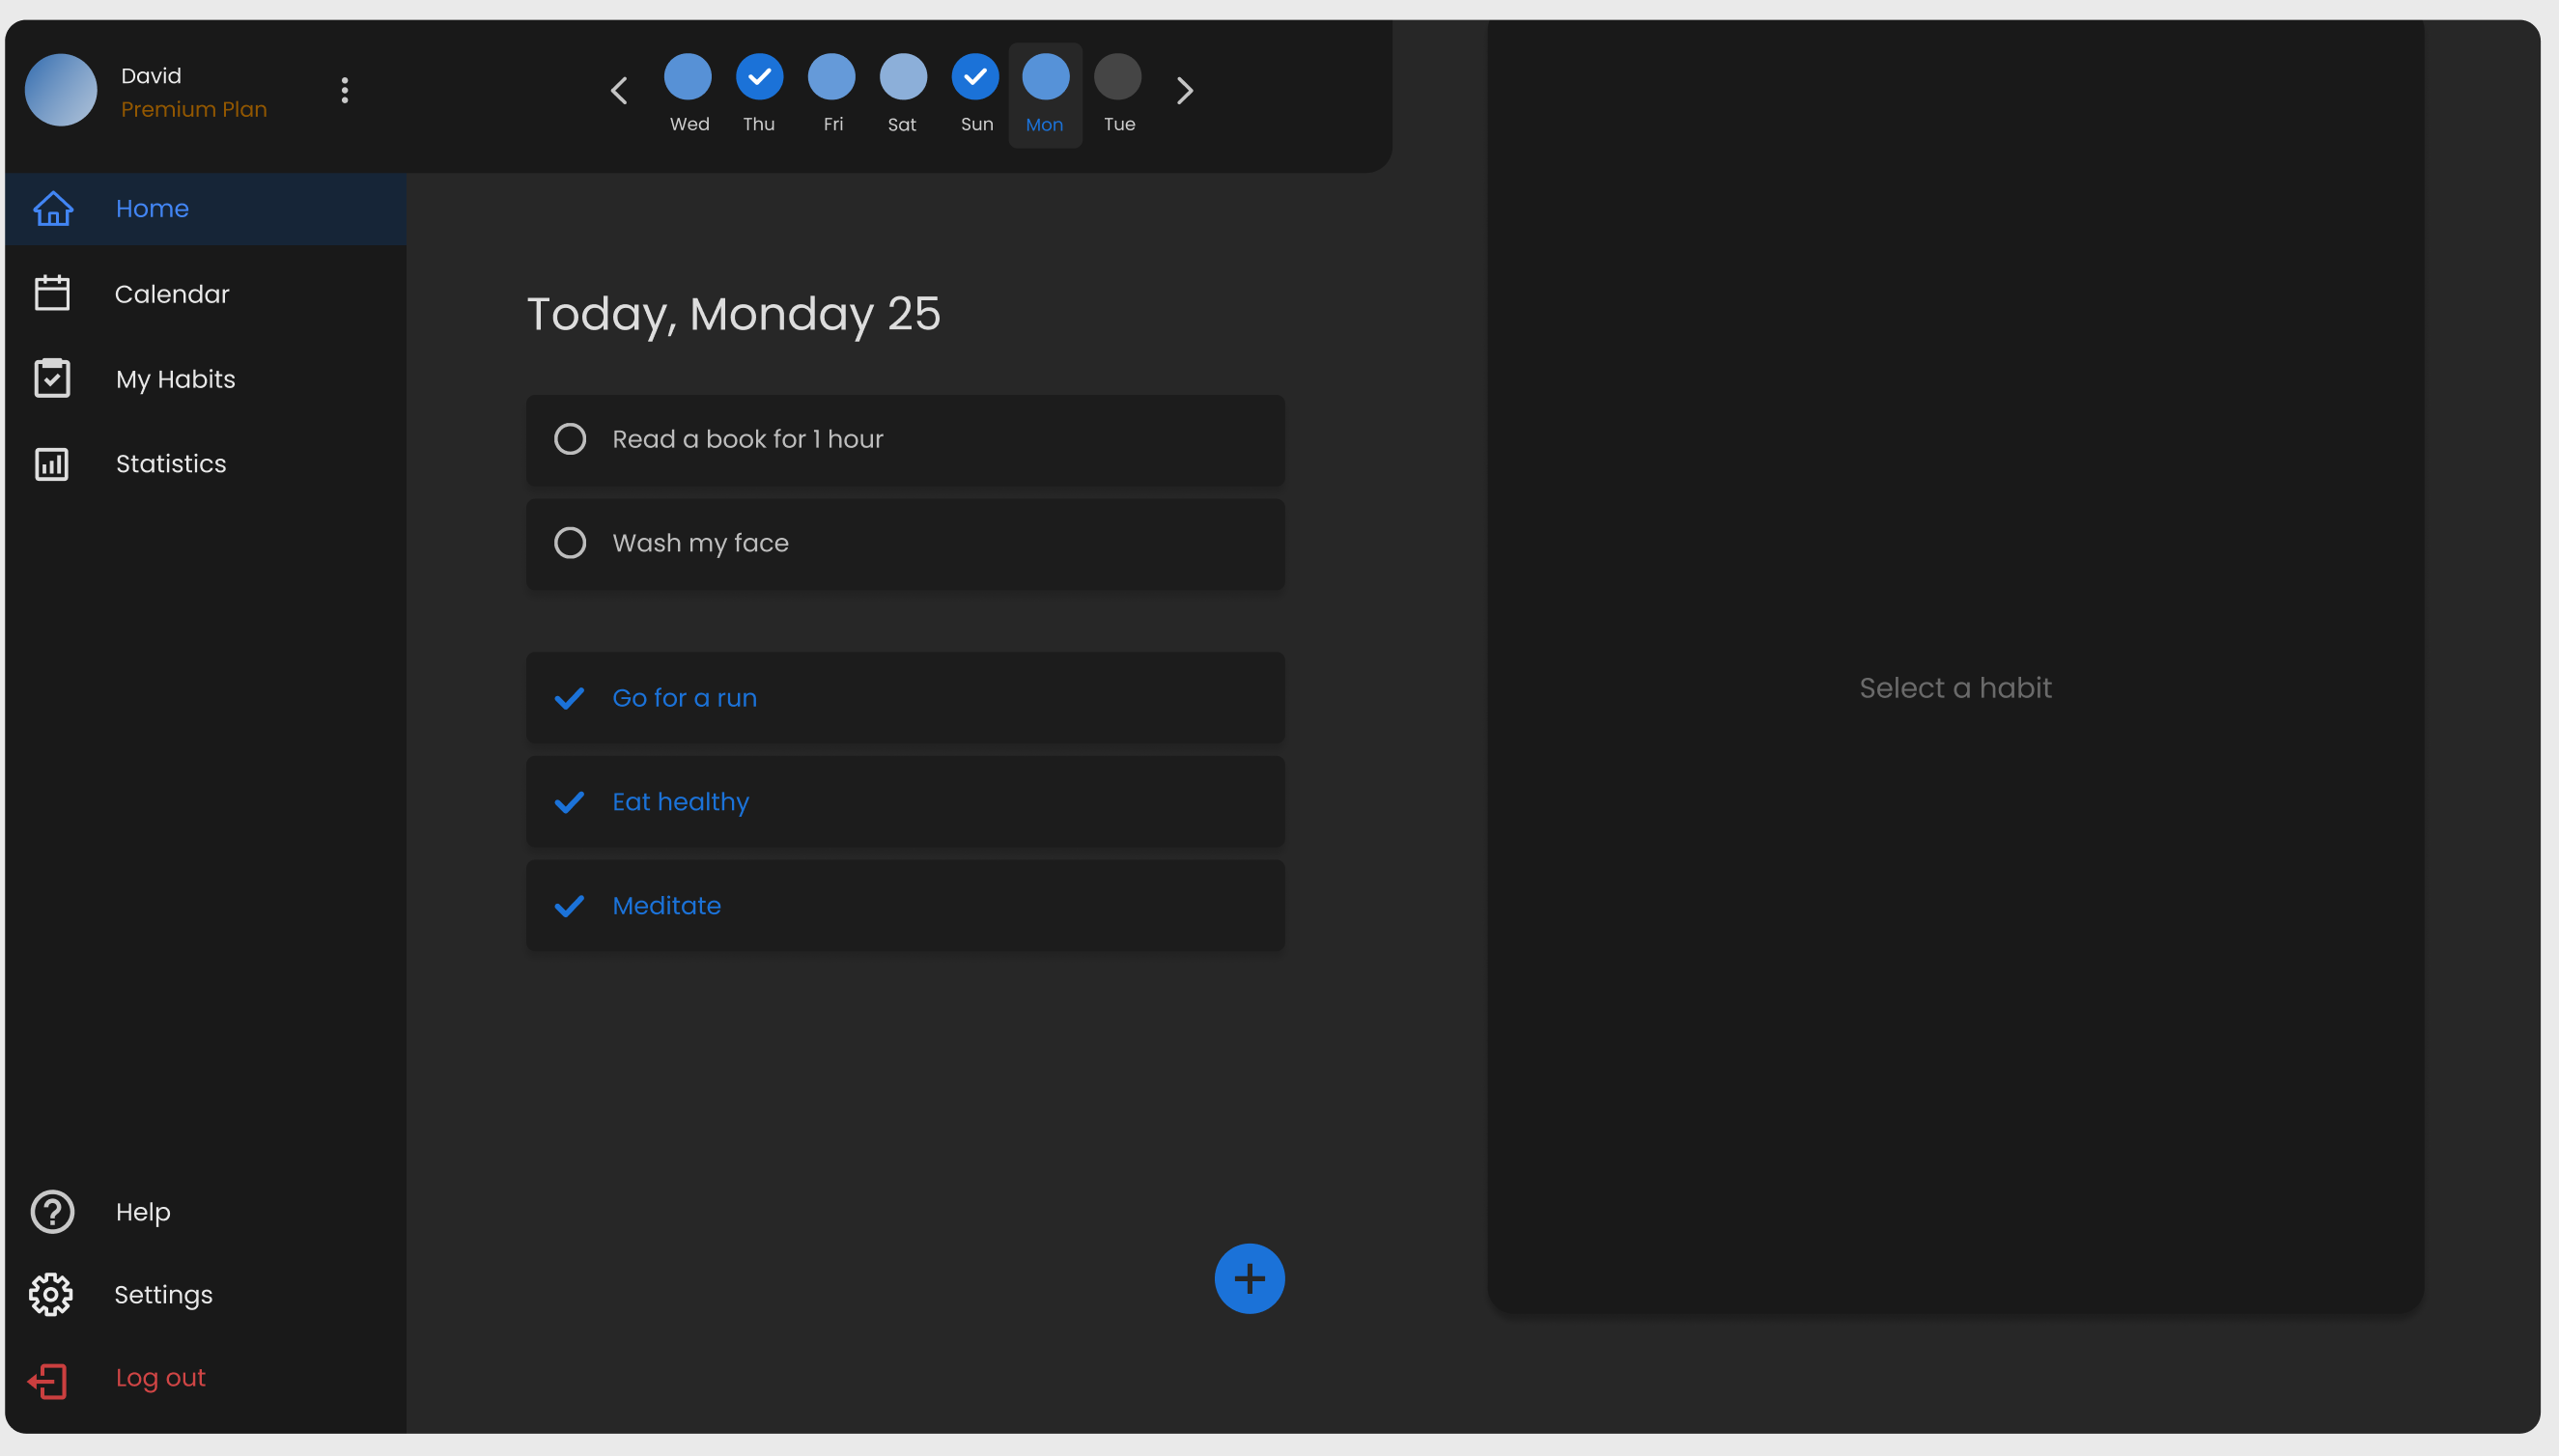 David
Premium Plan
Wed Thu Fri Sat Sun Mon Tue
Home
Calendar
My Habits
Statistics
Help
Settings
Log out
Today, Monday 25
Read a book for 1 hour
Wash my face
Go for a run
Eat healthy
Meditate
Select a habit